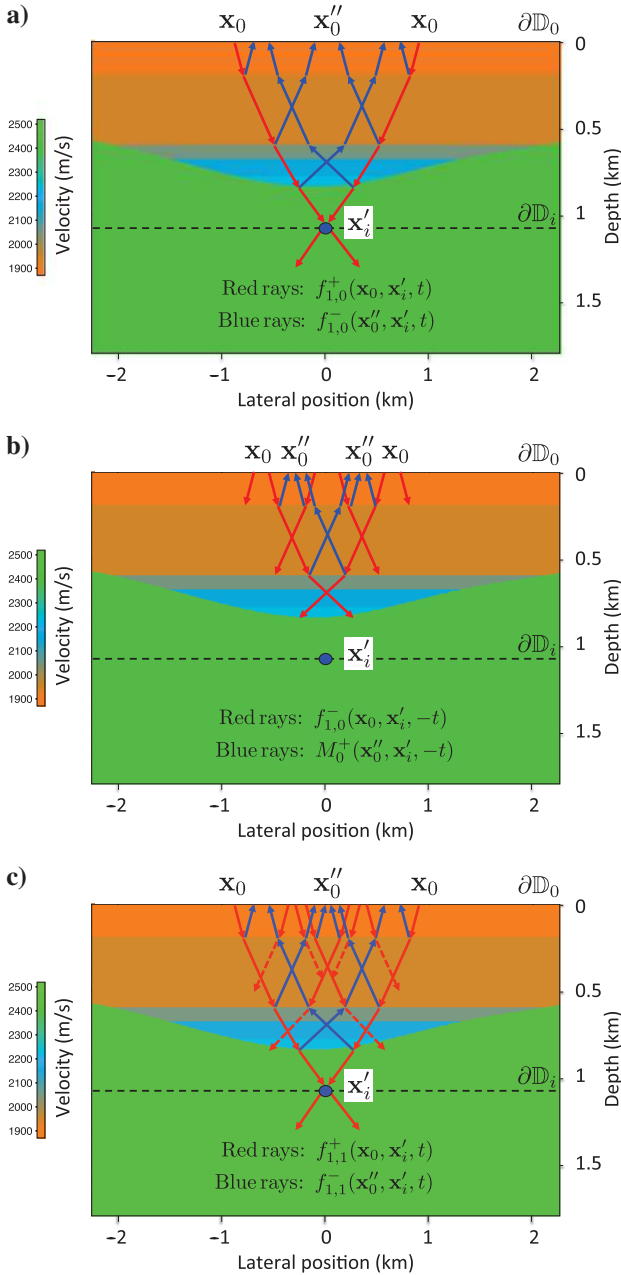 a)
x₀ x₀″ x₀ ∂𝔻₀
0
0.5
1
1.5
Depth (km)
Velocity (m/s)
2500
2400
2300
2200
2100
2000
1900
x′ᵢ
∂𝔻ᵢ
Red rays: f⁺₁,₀(x₀, x′ᵢ, t)
Blue rays: f⁻₁,₀(x₀″, x′ᵢ, t)
−2 −1 0 1 2
Lateral position (km)
b)
x₀ x₀″ x₀″ x₀ ∂𝔻₀
0
0.5
1
1.5
Depth (km)
Velocity (m/s)
2500
2400
2300
2200
2100
2000
1900
x′ᵢ
∂𝔻ᵢ
Red rays: f⁻₁,₀(x₀, x′ᵢ, −t)
Blue rays: M₀⁺(x₀″, x′ᵢ, −t)
−2 −1 0 1 2
Lateral position (km)
c)
x₀ x₀″ x₀ ∂𝔻₀
0
0.5
1
1.5
Depth (km)
Velocity (m/s)
2500
2400
2300
2200
2100
2000
1900
x′ᵢ
∂𝔻ᵢ
Red rays: f⁺₁,₁(x₀, x′ᵢ, t)
Blue rays: f⁻₁,₁(x₀″, x′ᵢ, t)
−2 −1 0 1 2
Lateral position (km)